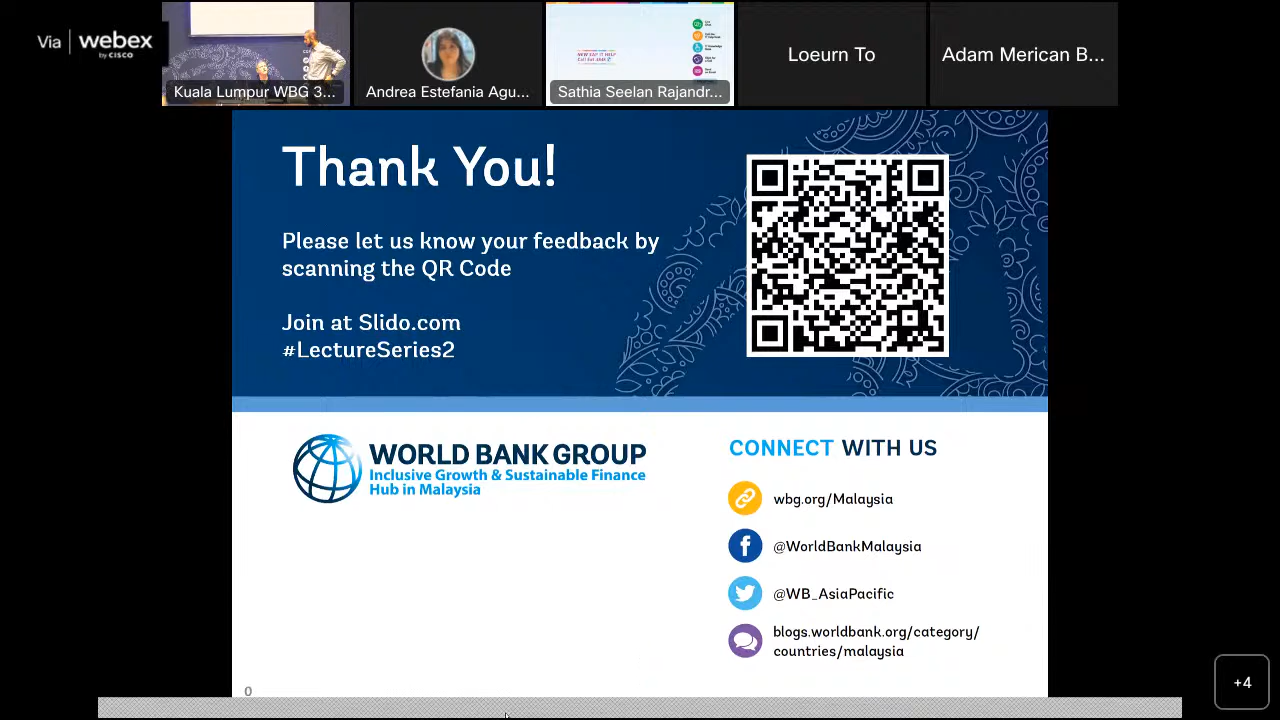 Via webex
by CISCO
Kuala Lumpur WBG 3...
Andrea Estefania Agu...
Sathia Seelan Rajandr...
Loeurn To
Adam Merican B...
Thank You!
Please let us know your feedback by
scanning the QR Code
Join at Slido.com
#LectureSeries2
WORLD BANK GROUP
Inclusive Growth & Sustainable Finance
Hub in Malaysia
CONNECT WITH US
wbg.org/Malaysia
@WorldBankMalaysia
@WB_AsiaPacific
blogs.worldbank.org/category/
countries/malaysia
0
+4